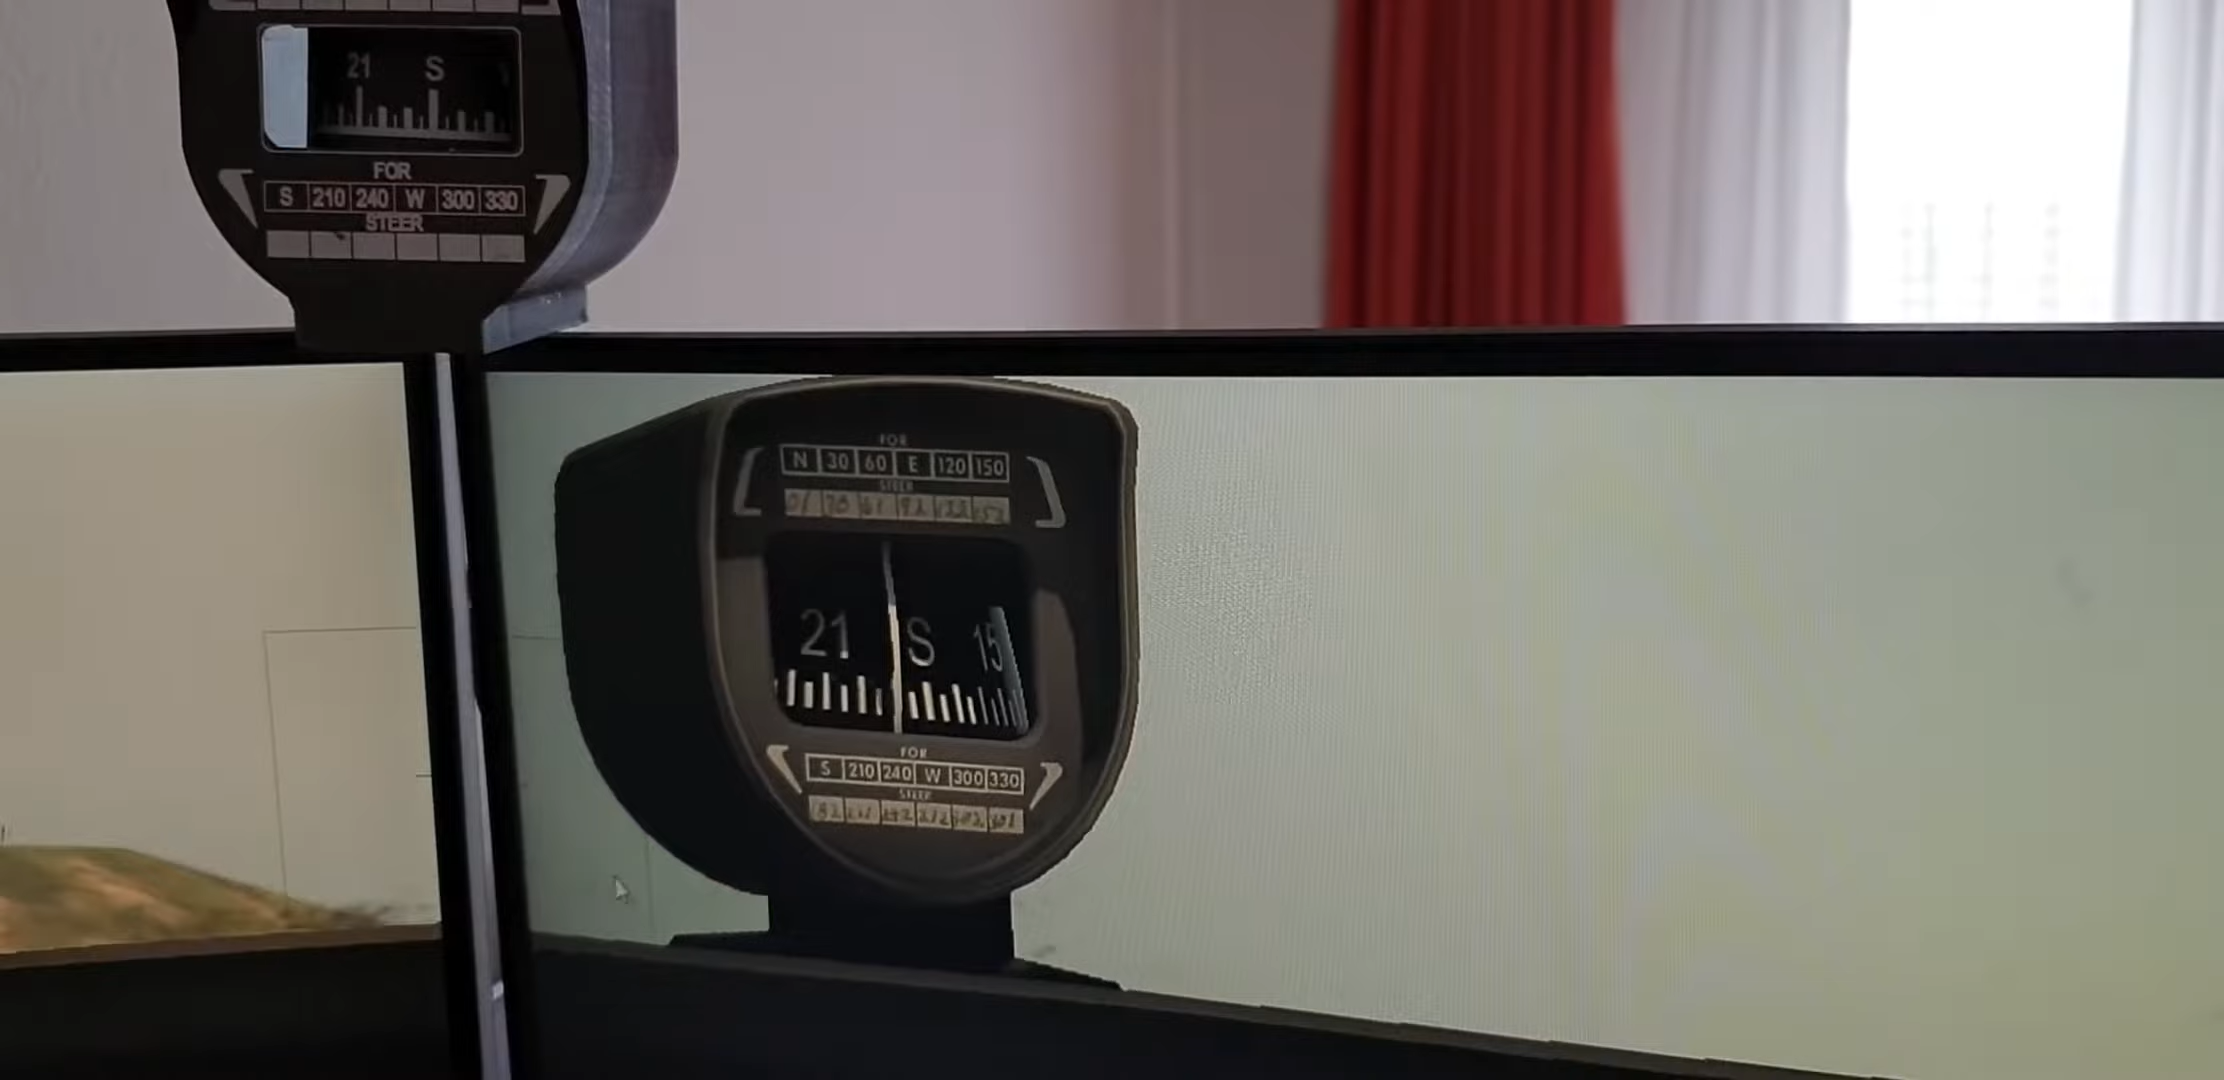 21 S
FOR
S 210 240 W 300 330
STEER
FOR
N 30 60 E 120 150
STEER
21 S 15
FOR
S 210 240 W 300 330
STEER